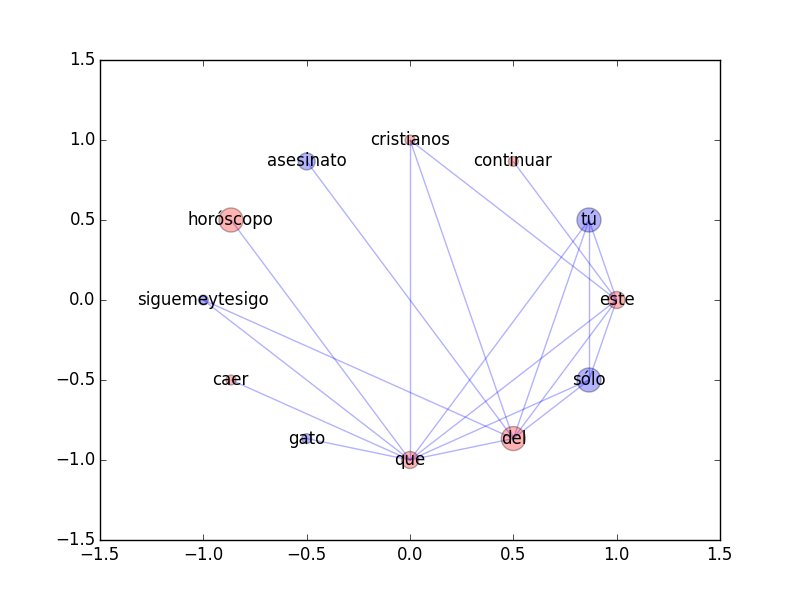 1.5
cristianos
1.0
asesinato
continuar
0.5
horóscopo
tú
0.0
siguemeytesigo
este
−0.5
caer
sólo
gato
del
−1.0
que
−1.5
−1.5 −1.0 −0.5 0.0 0.5 1.0 1.5